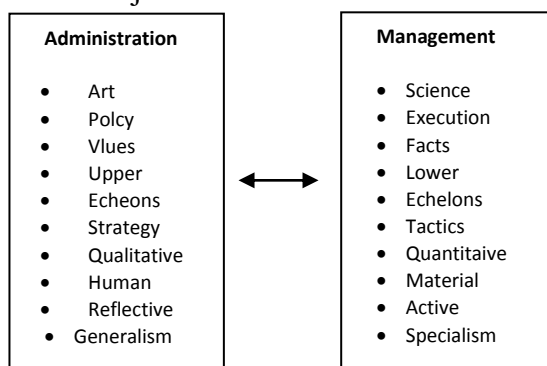 Administration
• Art
• Polcy
• Vlues
• Upper
• Echeons
• Strategy
• Qualitative
• Human
• Reflective
• Generalism
Management
• Science
• Execution
• Facts
• Lower
• Echelons
• Tactics
• Quantitaive
• Material
• Active
• Specialism